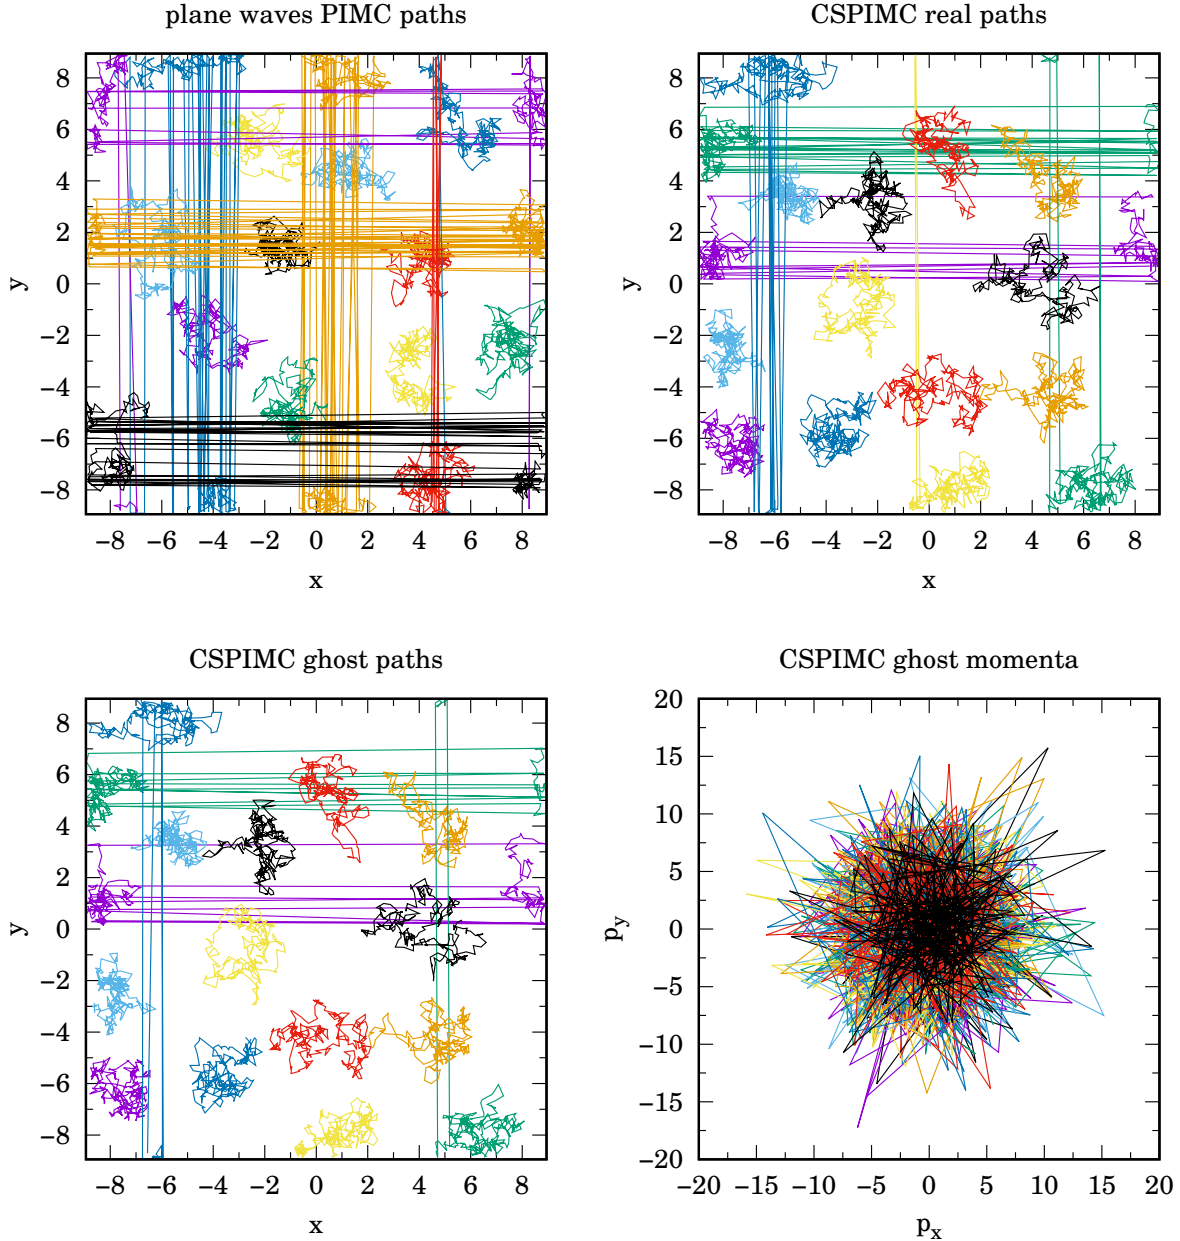 plane waves PIMC paths
CSPIMC real paths
8
6
4
2
0
−2
−4
−6
−8
y
−8 −6 −4 −2 0 2 4 6 8
x
8
6
4
2
0
−2
−4
−6
−8
y
−8 −6 −4 −2 0 2 4 6 8
x
CSPIMC ghost paths
CSPIMC ghost momenta
8
6
4
2
0
−2
−4
−6
−8
y
−8 −6 −4 −2 0 2 4 6 8
x
20
15
10
5
0
−5
−10
−15
−20
p_y
−20 −15 −10 −5 0 5 10 15 20
p_x